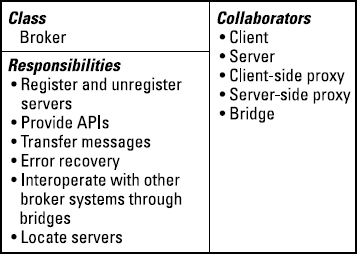 Class
Broker
Responsibilities
• Register and unregister
servers
• Provide APIs
• Transfer messages
• Error recovery
• Interoperate with other
broker systems through
bridges
• Locate servers
Collaborators
• Client
• Server
• Client-side proxy
• Server-side proxy
• Bridge